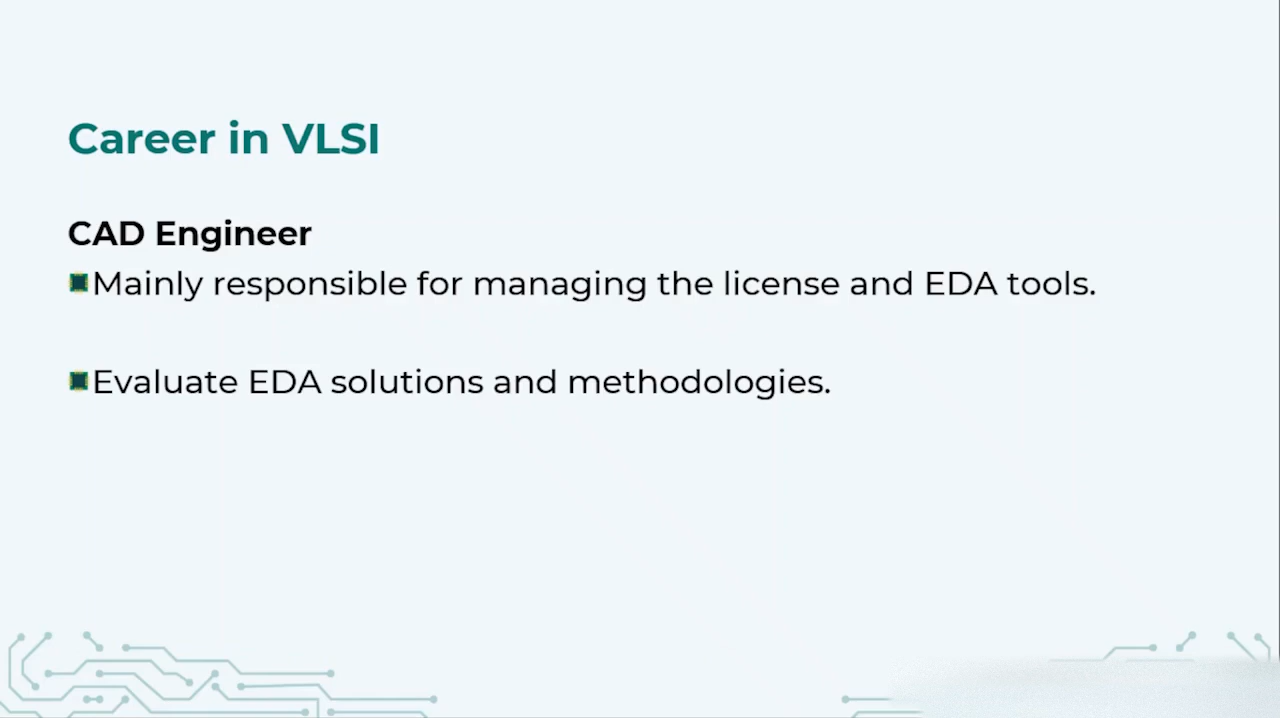 Career in VLSI
CAD Engineer
Mainly responsible for managing the license and EDA tools.
Evaluate EDA solutions and methodologies.